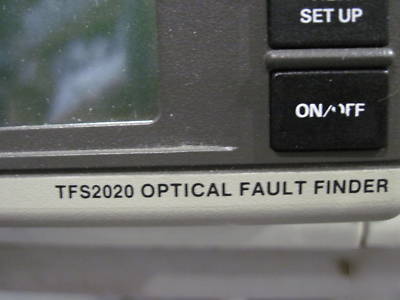 SET UP
ON/OFF
TFS2020 OPTICAL FAULT FINDER